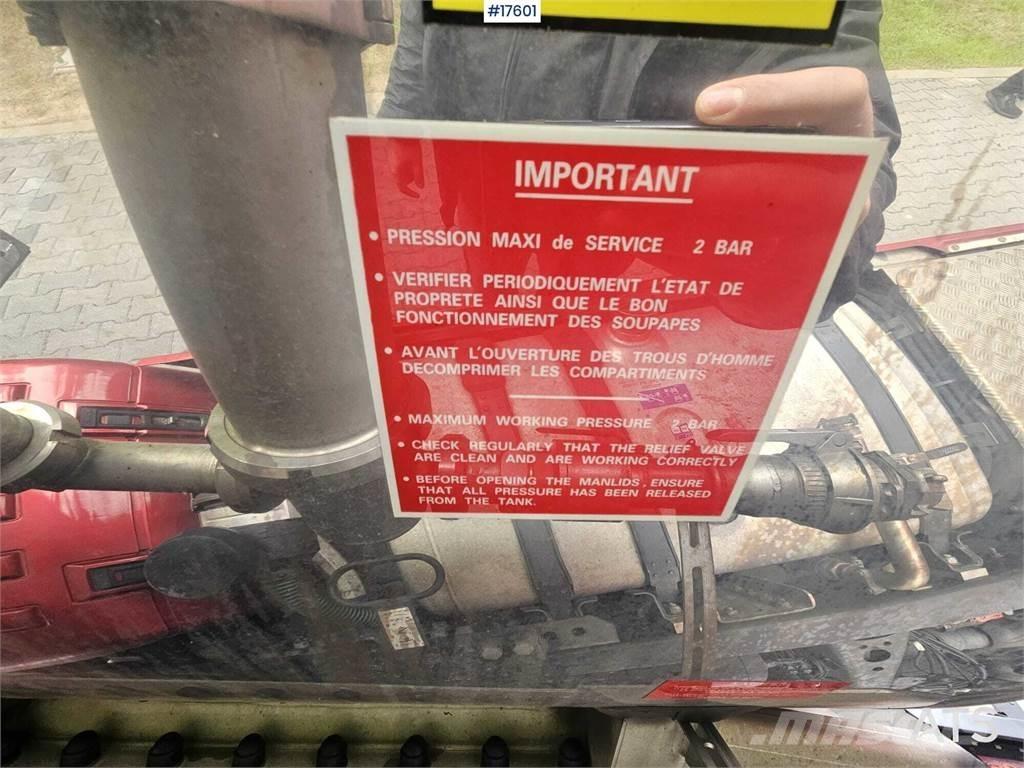 #17601
IMPORTANT
• PRESSION MAXI de SERVICE 2 BAR
• VERIFIER PERIODIQUEMENT L'ETAT DE
PROPRETE AINSI QUE LE BON
FONCTIONNEMENT DES SOUPAPES
• AVANT L'OUVERTURE DES TROUS D'HOMME
DECOMPRIMER LES COMPARTIMENTS
• MAXIMUM WORKING PRESSURE 2 BAR
• CHECK REGULARLY THAT THE RELIEF VALVE
ARE CLEAN AND ARE WORKING CORRECTLY
• BEFORE OPENING THE MANLIDS, ENSURE
THAT ALL PRESSURE HAS BEEN RELEASED
FROM THE TANK.
ATS